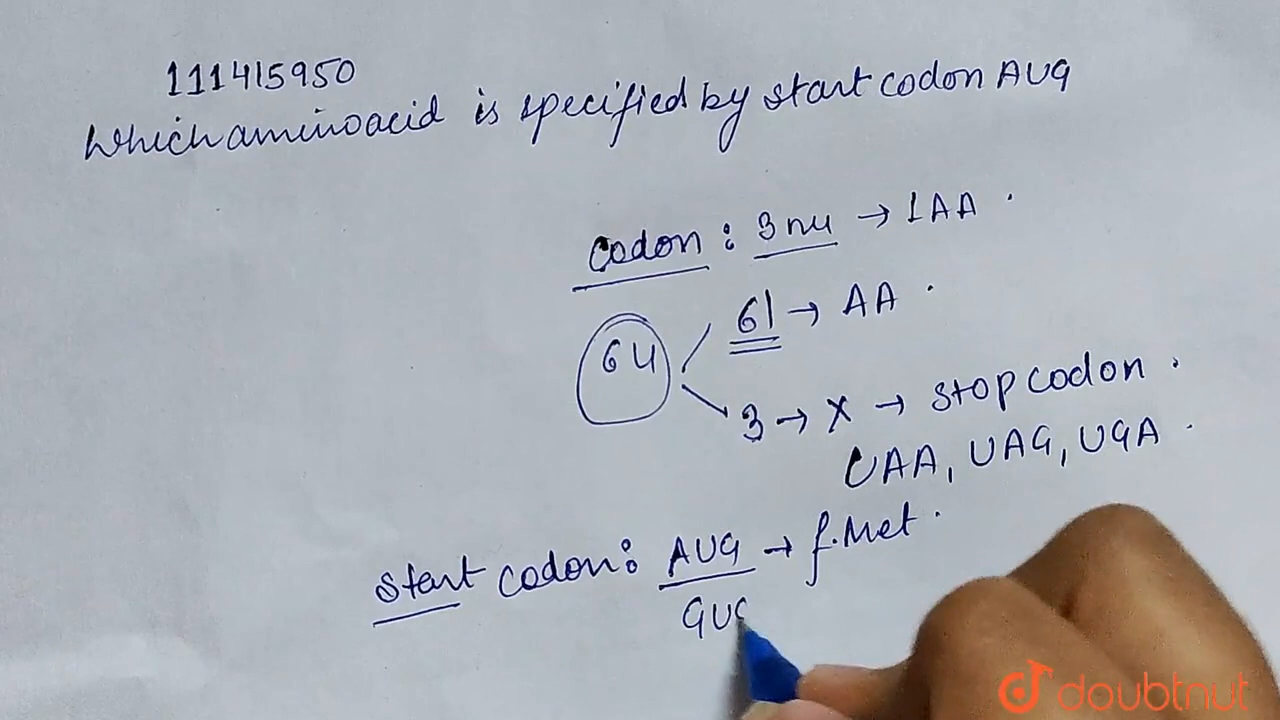 111415950
Which aminoacid is specified by start codon AUG
Codon : 3 nu → 1 AA .
64
61 → AA .
3 → X → stop codon .
UAA, UAG, UGA .
Start codon : AUG → f.Met .
GUG
doubtnut